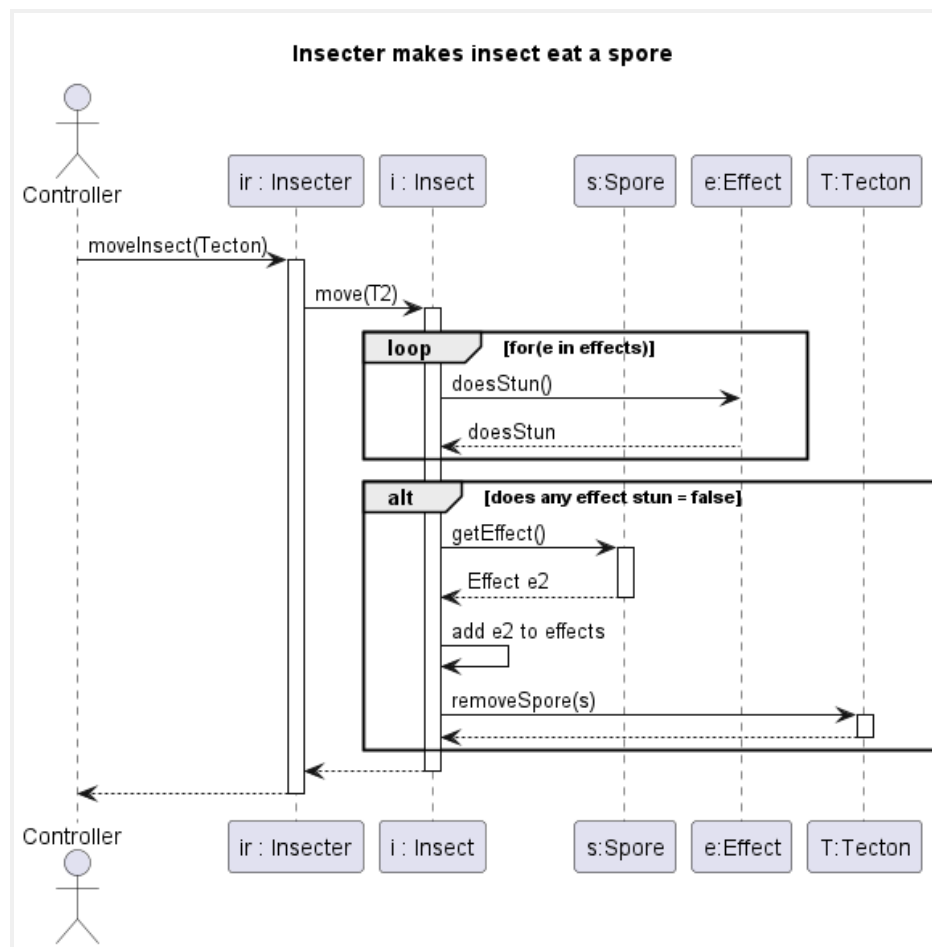 Insecter makes insect eat a spore
Controller
ir : Insecter
i : Insect
s:Spore
e:Effect
T:Tecton
moveInsect(Tecton)
move(T2)
loop
[for(e in effects)]
doesStun()
doesStun
alt
[does any effect stun = false]
getEffect()
Effect e2
add e2 to effects
removeSpore(s)
Controller
ir : Insecter
i : Insect
s:Spore
e:Effect
T:Tecton